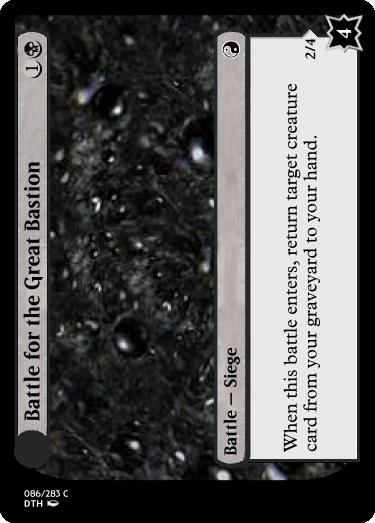 Battle for the Great Bastion 1
Battle — Siege
When this battle enters, return target creature
card from your graveyard to your hand.
2/4
4
086/283 C
DTH